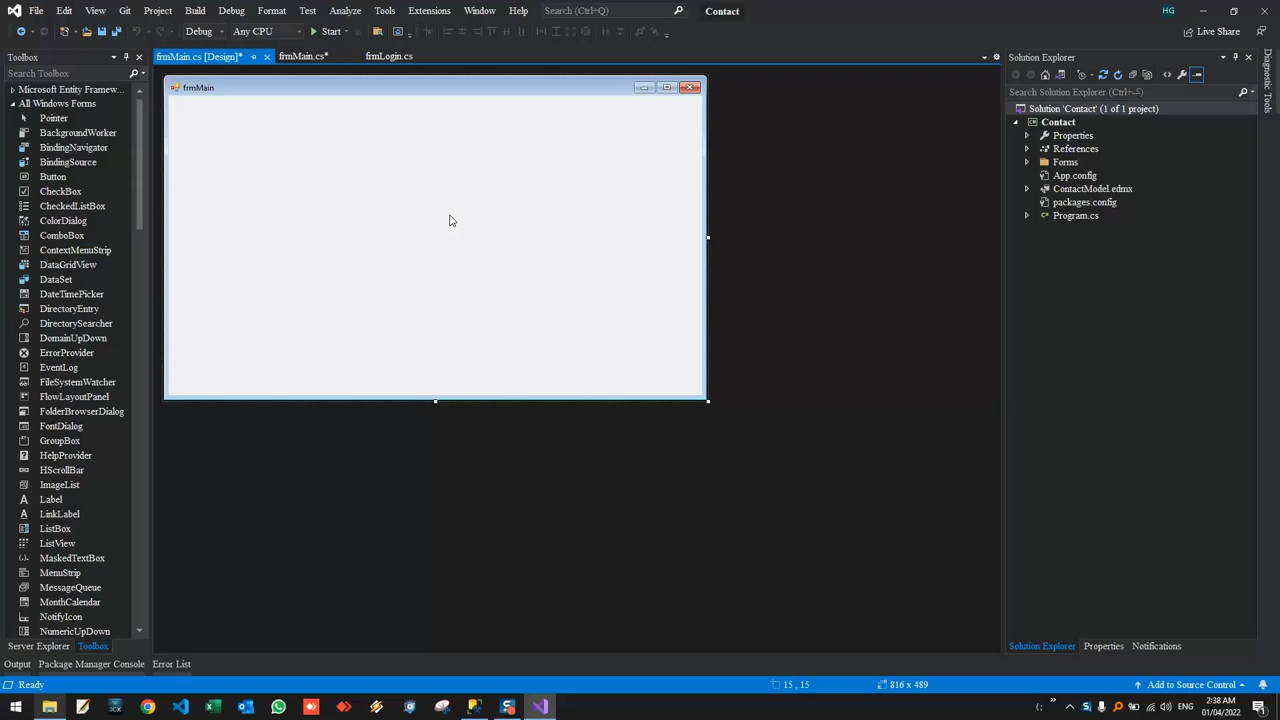 File Edit View Git Project Build Debug Format Test Analyze Tools Extensions Window Help Search (Ctrl+Q) Contact HG
Debug Any CPU Start Live Share
Toolbox
frmMain.cs [Design]* frmMain.cs* frmLogin.cs
Solution Explorer
Search Toolbox
Search Solution Explorer (Ctrl+؛)
Diagnostic Tools
Microsoft Entity Framew...
All Windows Forms
Pointer
BackgroundWorker
BindingNavigator
BindingSource
Button
CheckBox
CheckedListBox
ColorDialog
ComboBox
ContextMenuStrip
DataGridView
DataSet
DateTimePicker
DirectoryEntry
DirectorySearcher
DomainUpDown
ErrorProvider
EventLog
FileSystemWatcher
FlowLayoutPanel
FolderBrowserDialog
FontDialog
GroupBox
HelpProvider
HScrollBar
ImageList
Label
LinkLabel
ListBox
ListView
MaskedTextBox
MenuStrip
MessageQueue
MonthCalendar
NotifyIcon
NumericUpDown
frmMain
Solution 'Contact' (1 of 1 project)
Contact
Properties
References
Forms
App.config
ContactModel.edmx
packages.config
Program.cs
Server Explorer Toolbox
Solution Explorer Properties Notifications
Output Package Manager Console Error List
Ready 15 , 15 816 x 489 Add to Source Control
ENG 2:38 AM
01/04/2022